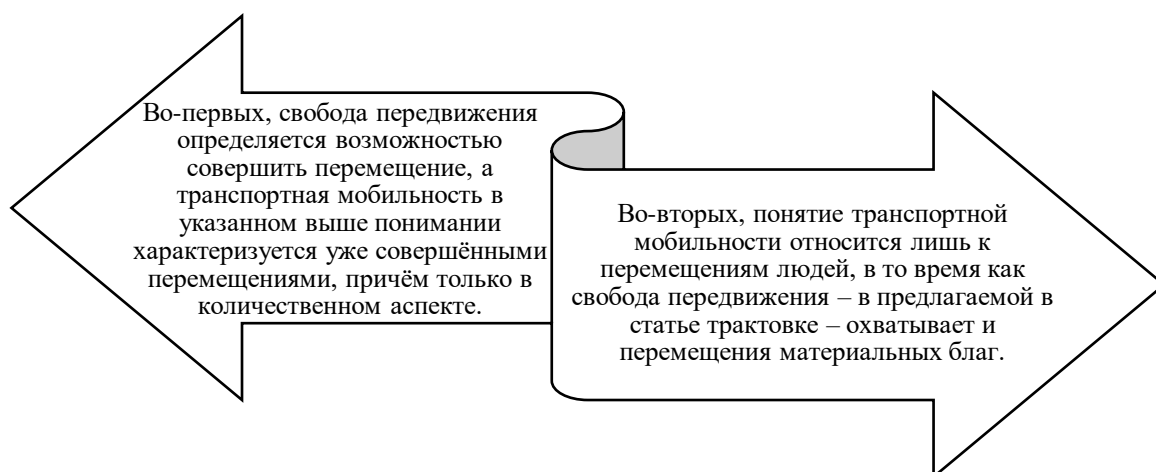 Во-первых, свобода передвижения
определяется возможностью
совершить перемещение, а
транспортная мобильность в
указанном выше понимании
характеризуется уже совершёнными
перемещениями, причём только в
количественном аспекте.
Во-вторых, понятие транспортной
мобильности относится лишь к
перемещениям людей, в то время как
свобода передвижения – в предлагаемой в
статье трактовке – охватывает и
перемещения материальных благ.